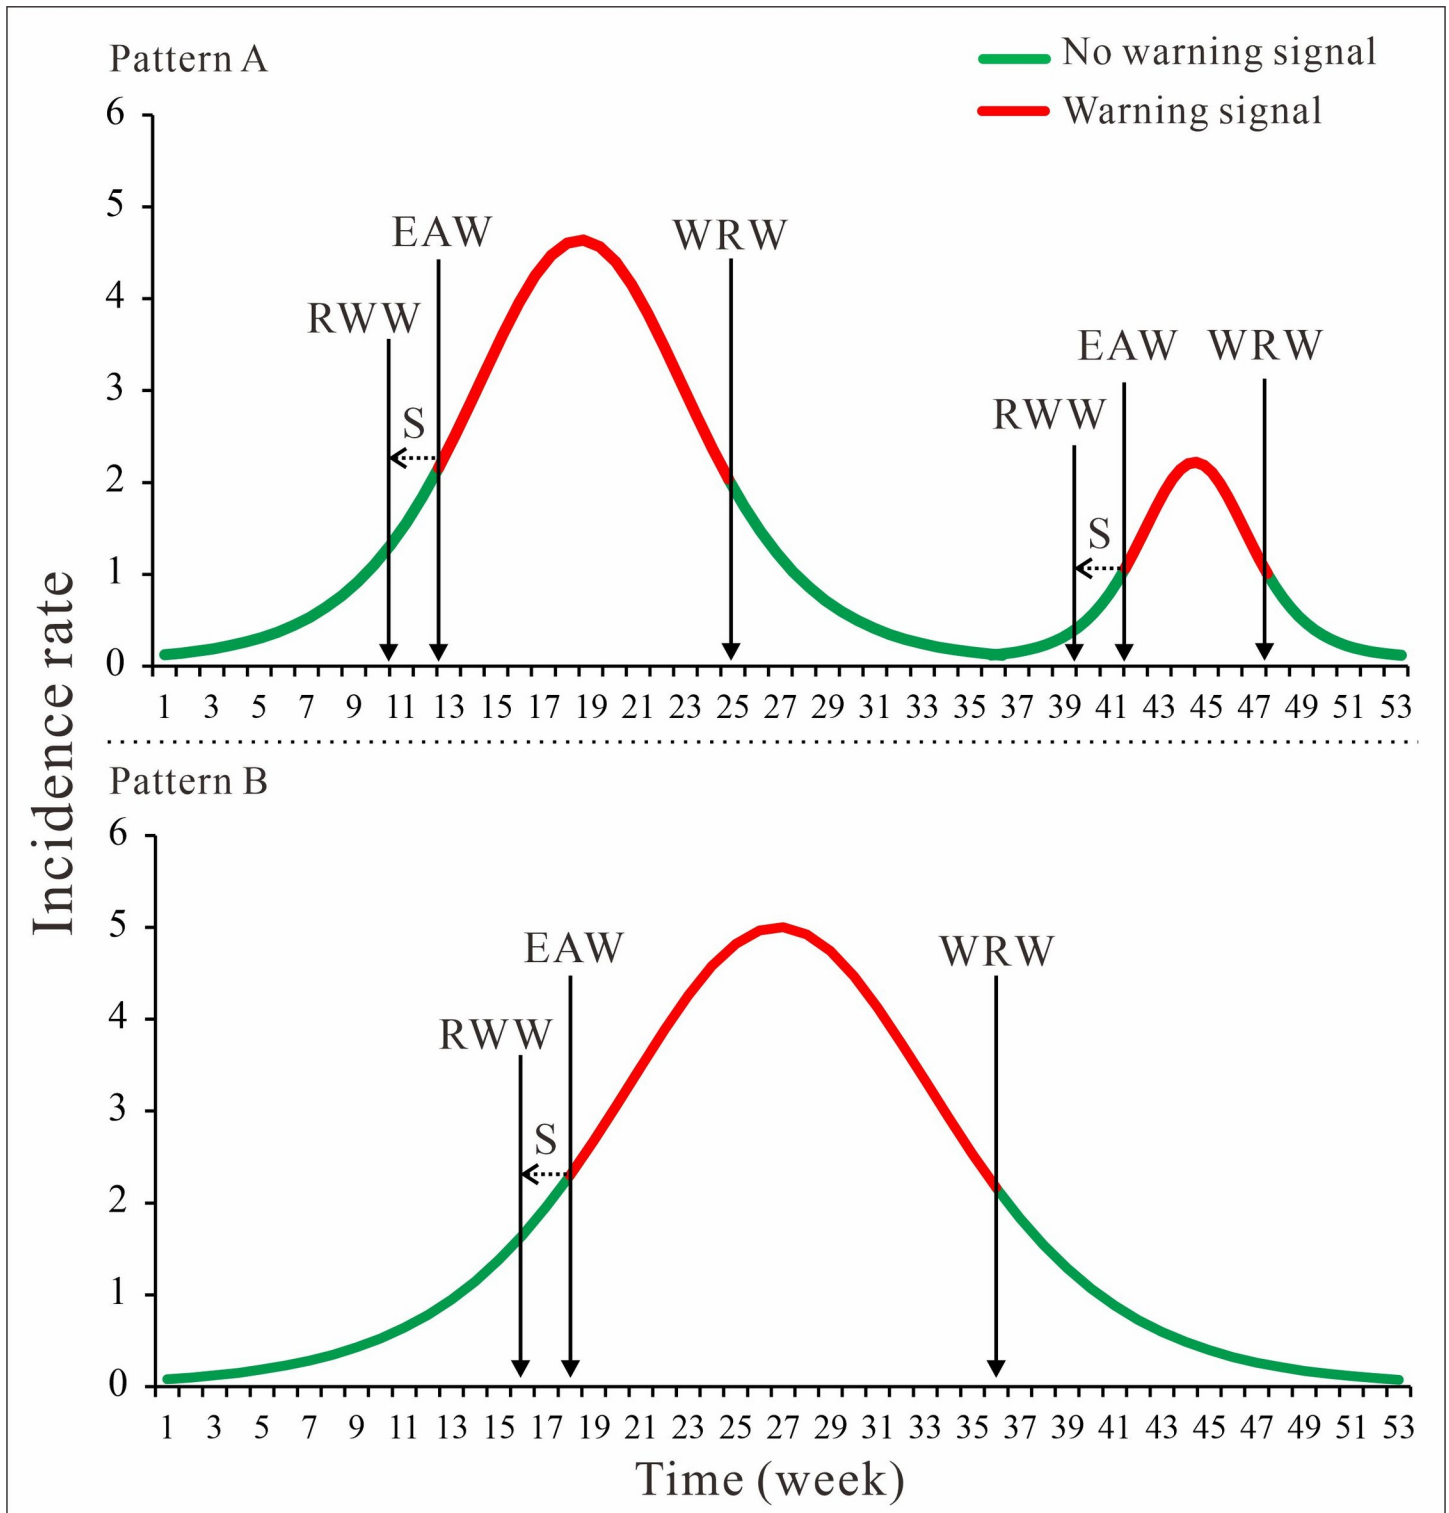 Pattern A
No warning signal
Warning signal
6
5
4
3
2
1
0
EAW
WRW
RWW
S
EAW WRW
RWW
S
1 3 5 7 9 11 13 15 17 19 21 23 25 27 29 31 33 35 37 39 41 43 45 47 49 51 53
Incidence rate
Pattern B
6
5
4
3
2
1
0
EAW
WRW
RWW
S
1 3 5 7 9 11 13 15 17 19 21 23 25 27 29 31 33 35 37 39 41 43 45 47 49 51 53
Time (week)